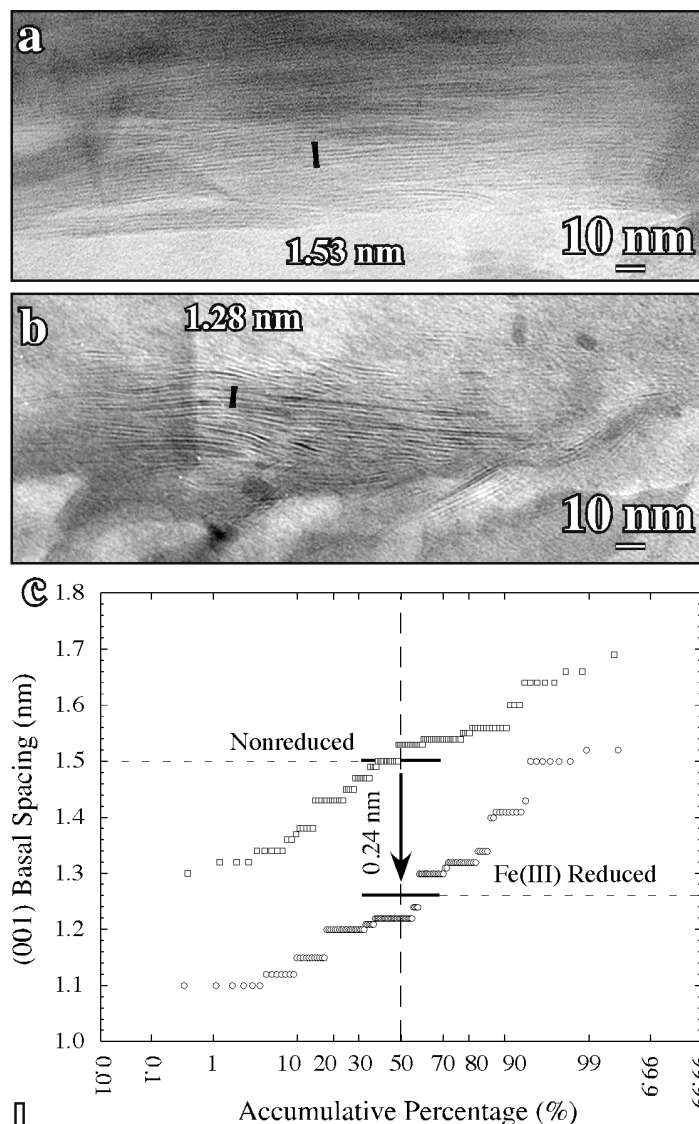 a
1.53 nm
10 nm
b
1.28 nm
10 nm
c
(001) Basal Spacing (nm)
1.8
1.7
1.6
1.5
1.4
1.3
1.2
1.1
1.0
Nonreduced
0.24 nm
Fe(III) Reduced
0.01
0.1
1
10
20
30
50
70
80
90
99
99.9
99.99
Accumulative Percentage (%)